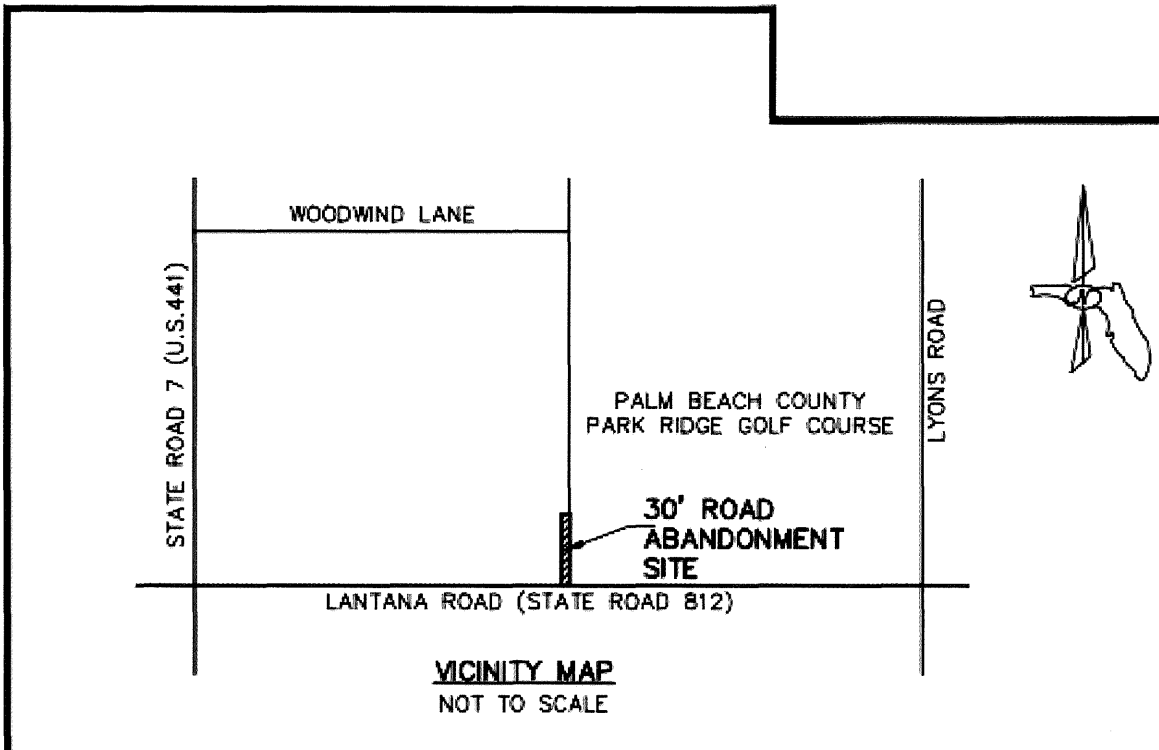 WOODWIND LANE
STATE ROAD 7 (U.S.441)
PALM BEACH COUNTY
PARK RIDGE GOLF COURSE
LYONS ROAD
30' ROAD
ABANDONMENT
SITE
LANTANA ROAD (STATE ROAD 812)
VICINITY MAP
NOT TO SCALE